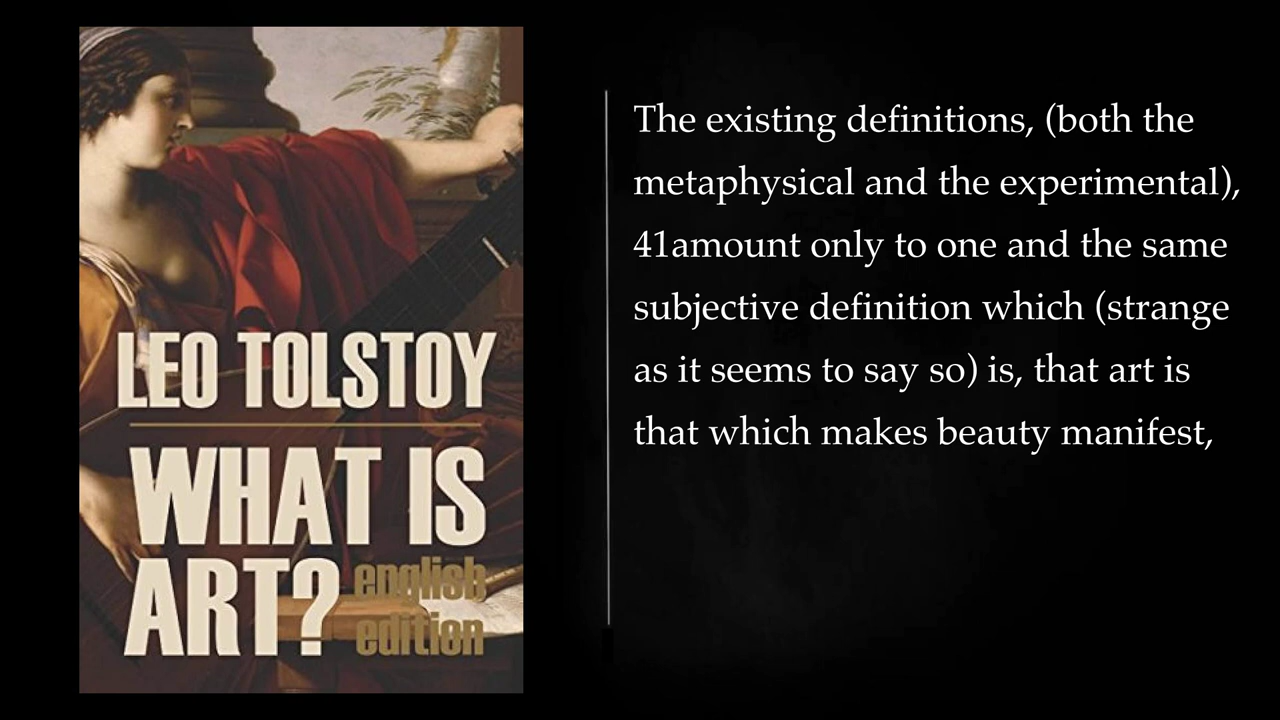 LEO TOLSTOY
WHAT IS
ART?
english
edition
The existing definitions, (both the
metaphysical and the experimental),
41amount only to one and the same
subjective definition which (strange
as it seems to say so) is, that art is
that which makes beauty manifest,